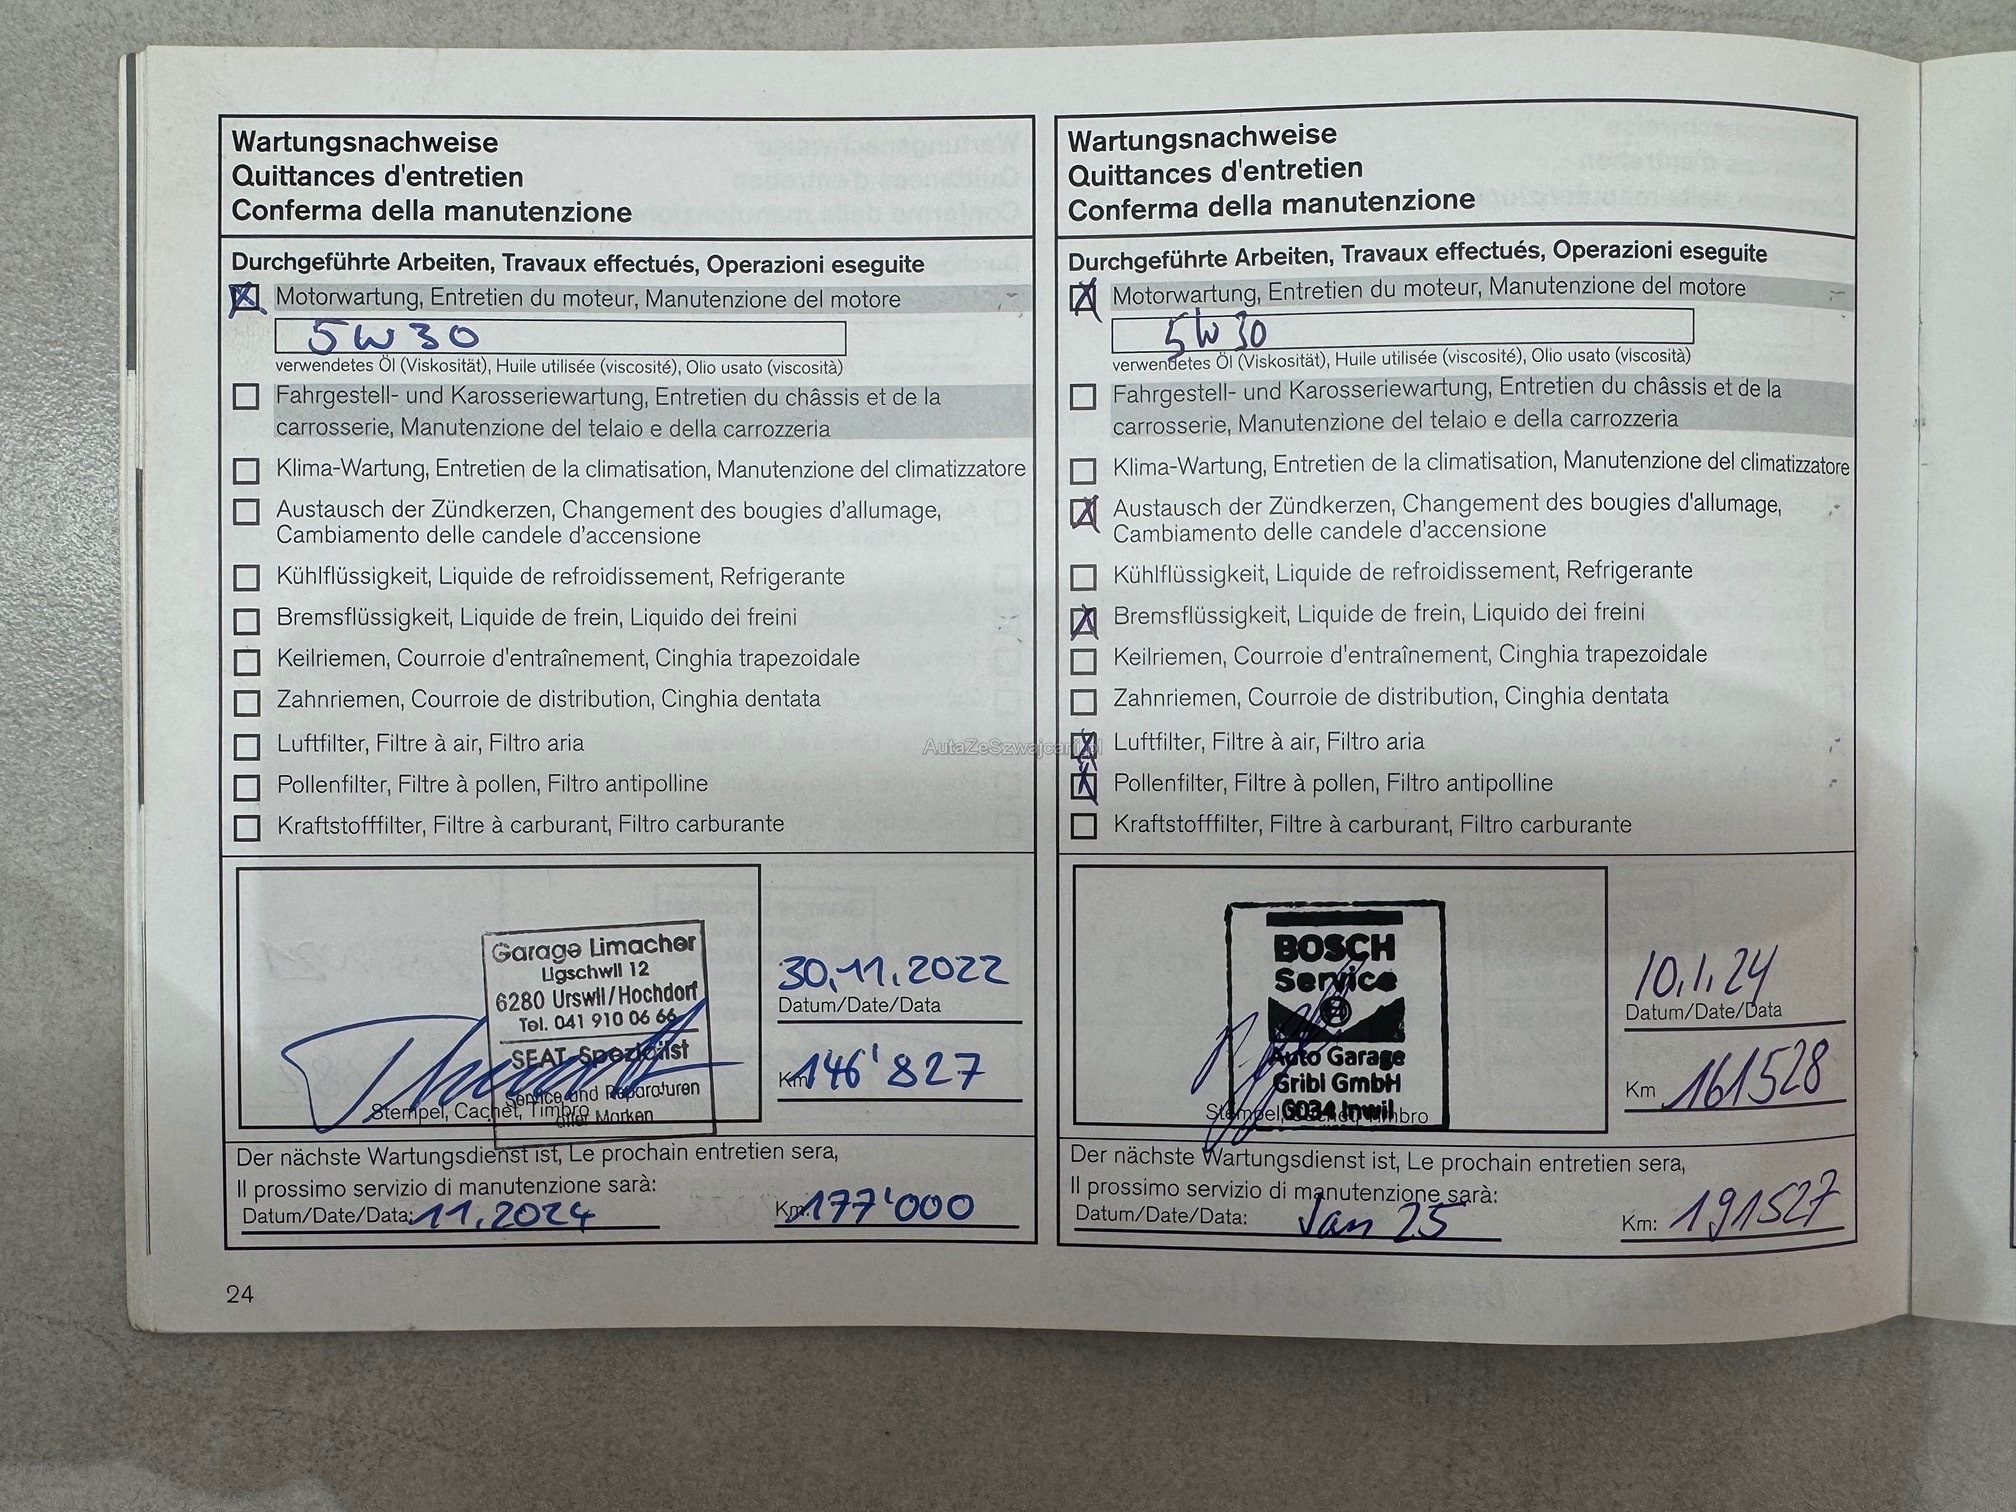 Wartungsnachweise
Quittances d'entretien
Conferma della manutenzione
Durchgeführte Arbeiten, Travaux effectués, Operazioni eseguite
Motorwartung, Entretien du moteur, Manutenzione del motore
5W30
verwendetes Öl (Viskosität), Huile utilisée (viscosité), Olio usato (viscosità)
Fahrgestell- und Karosseriewartung, Entretien du châssis et de la
carrosserie, Manutenzione del telaio e della carrozzeria
Klima-Wartung, Entretien de la climatisation, Manutenzione del climatizzatore
Austausch der Zündkerzen, Changement des bougies d'allumage,
Cambiamento delle candele d'accensione
Kühlflüssigkeit, Liquide de refroidissement, Refrigerante
Bremsflüssigkeit, Liquide de frein, Liquido dei freini
Keilriemen, Courroie d'entraînement, Cinghia trapezoidale
Zahnriemen, Courroie de distribution, Cinghia dentata
Luftfilter, Filtre à air, Filtro aria
Pollenfilter, Filtre à pollen, Filtro antipolline
Kraftstofffilter, Filtre à carburant, Filtro carburante
Garage Limacher
Ligschwil 12
6280 Urswil/Hochdorf
Tel. 041 910 06 66
SEAT-Spezialist
Service und Reparaturen
aller Marken
Stempel, Cachet, Timbro
30.11.2022
Datum/Date/Data
Km 146'827
Der nächste Wartungsdienst ist, Le prochain entretien sera,
Il prossimo servizio di manutenzione sarà:
Datum/Date/Data: 11.2024
Km: 177'000
24
Wartungsnachweise
Quittances d'entretien
Conferma della manutenzione
Durchgeführte Arbeiten, Travaux effectués, Operazioni eseguite
Motorwartung, Entretien du moteur, Manutenzione del motore
5W30
verwendetes Öl (Viskosität), Huile utilisée (viscosité), Olio usato (viscosità)
Fahrgestell- und Karosseriewartung, Entretien du châssis et de la
carrosserie, Manutenzione del telaio e della carrozzeria
Klima-Wartung, Entretien de la climatisation, Manutenzione del climatizzatore
Austausch der Zündkerzen, Changement des bougies d'allumage,
Cambiamento delle candele d'accensione
Kühlflüssigkeit, Liquide de refroidissement, Refrigerante
Bremsflüssigkeit, Liquide de frein, Liquido dei freini
Keilriemen, Courroie d'entraînement, Cinghia trapezoidale
Zahnriemen, Courroie de distribution, Cinghia dentata
Luftfilter, Filtre à air, Filtro aria
Pollenfilter, Filtre à pollen, Filtro antipolline
Kraftstofffilter, Filtre à carburant, Filtro carburante
BOSCH
Service
Auto Garage
Gribi GmbH
6034 Inwil
Stempel, Cachet, Timbro
10.1.24
Datum/Date/Data
Km 161528
Der nächste Wartungsdienst ist, Le prochain entretien sera,
Il prossimo servizio di manutenzione sarà:
Datum/Date/Data: Jan 25
Km: 191527
AutaZeSzwajcarii.pl